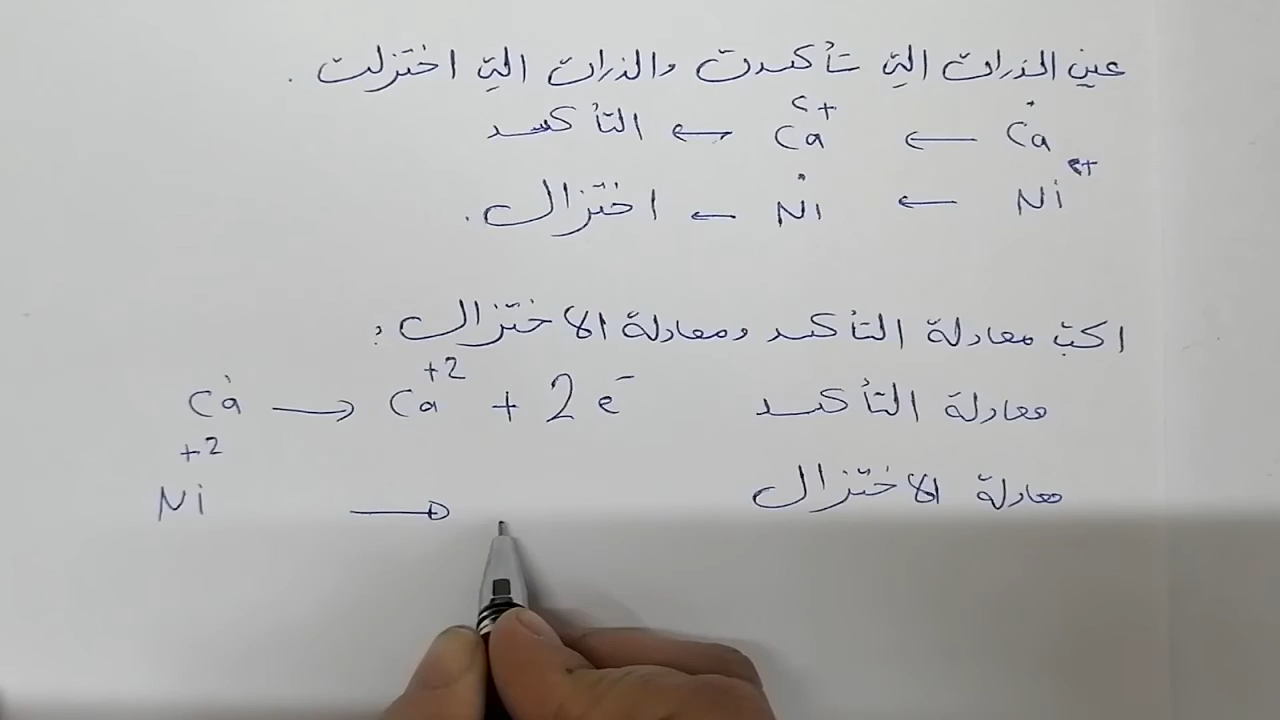 عين الذرات التي تأكسدت والذرات التي اختزلت .
Ca° ← Ca²⁺ ← التأكسد
Ni²⁺ ← Ni° ← اختزال .
اكتب معادلة التأكسد ومعادلة الاختزال :
معادلة التأكسد Ca° → Ca⁺² + 2 e⁻
معادلة الاختزال Ni⁺² →